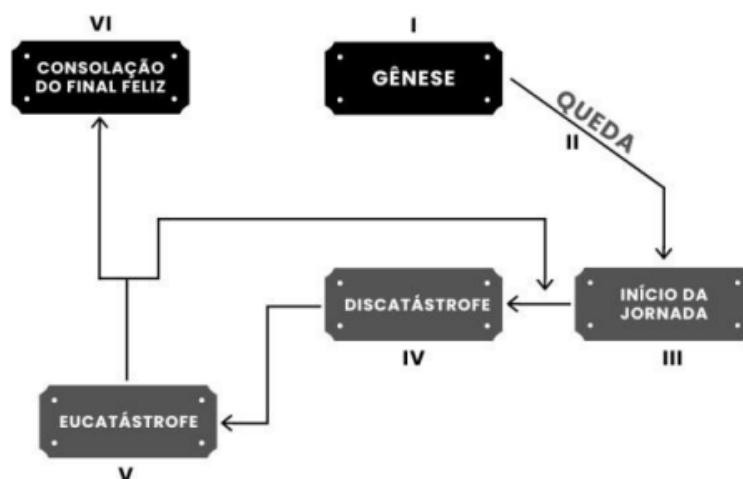 VI
CONSOLAÇÃO
DO FINAL FELIZ
I
GÊNESE
QUEDA
II
INÍCIO DA
JORNADA
III
DISCATÁSTROFE
IV
EUCATÁSTROFE
V